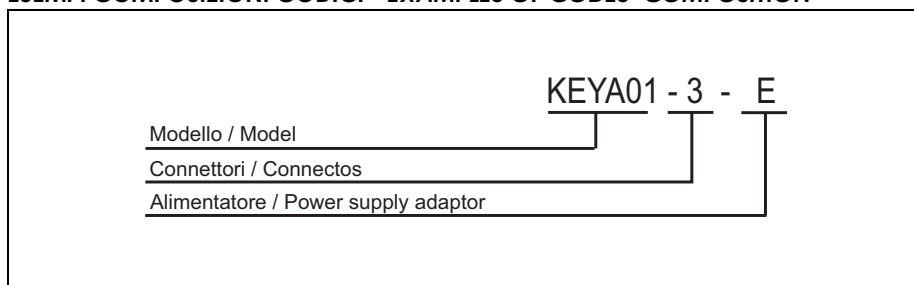 KEYA01 - 3 - E
Modello / Model
Connettori / Connectos
Alimentatore / Power supply adaptor